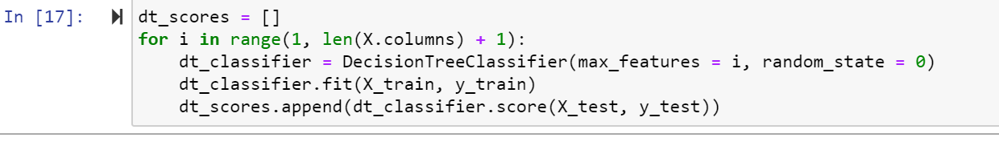 In [17]: dt_scores = []
for i in range(1, len(X.columns) + 1):
    dt_classifier = DecisionTreeClassifier(max_features = i, random_state = 0)
    dt_classifier.fit(X_train, y_train)
    dt_scores.append(dt_classifier.score(X_test, y_test))